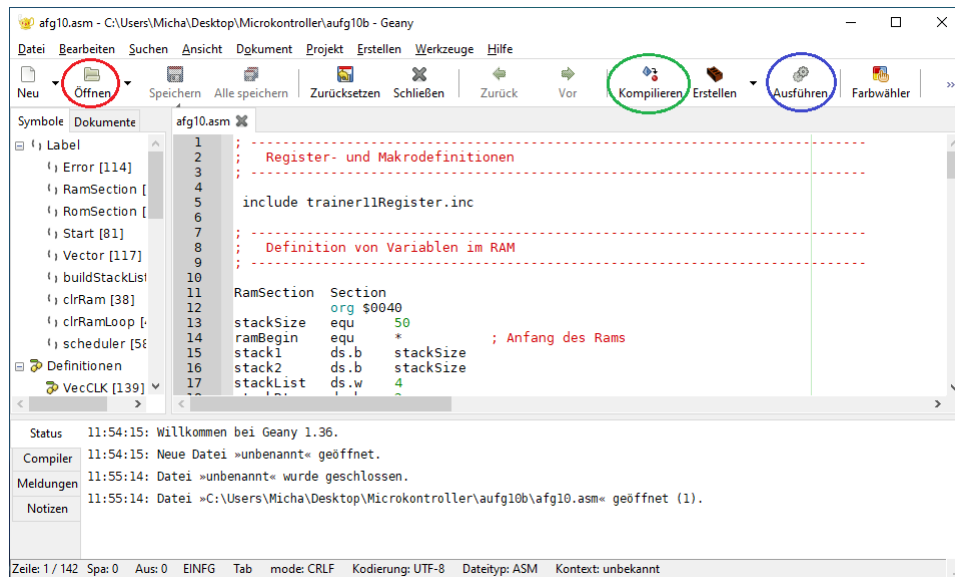 afg10.asm - C:\Users\Micha\Desktop\Mikrokontroller\aufg10b - Geany
Datei Bearbeiten Suchen Ansicht Dokument Projekt Erstellen Werkzeuge Hilfe
Neu Öffnen Speichern Alle speichern Zurücksetzen Schließen Zurück Vor Kompilieren Erstellen Ausführen Farbwähler »
Symbole Dokumente
Label
Error [114]
RamSection [
RomSection [
Start [81]
Vector [117]
buildStackList
clrRam [38]
clrRamLoop [
scheduler [58
Definitionen
VecCLK [139]
afg10.asm
1 ; --------------------------------------------------------------------------
2 ; Register- und Makrodefinitionen
3 ; --------------------------------------------------------------------------
4
5 include trainer11Register.inc
6
7 ; --------------------------------------------------------------------------
8 ; Definition von Variablen im RAM
9 ; --------------------------------------------------------------------------
10
11 RamSection Section
12 org $0040
13 stackSize equ 50
14 ramBegin equ * ; Anfang des Rams
15 stack1 ds.b stackSize
16 stack2 ds.b stackSize
17 stackList ds.w 4
Status
Compiler
Meldungen
Notizen
11:54:15: Willkommen bei Geany 1.36.
11:54:15: Neue Datei »unbenannt« geöffnet.
11:55:14: Datei »unbenannt« wurde geschlossen.
11:55:14: Datei »C:\Users\Micha\Desktop\Mikrokontroller\aufg10b\afg10.asm« geöffnet (1).
Zeile: 1 / 142 Spa: 0 Aus: 0 EINFG Tab mode: CRLF Kodierung: UTF-8 Dateityp: ASM Kontext: unbekannt